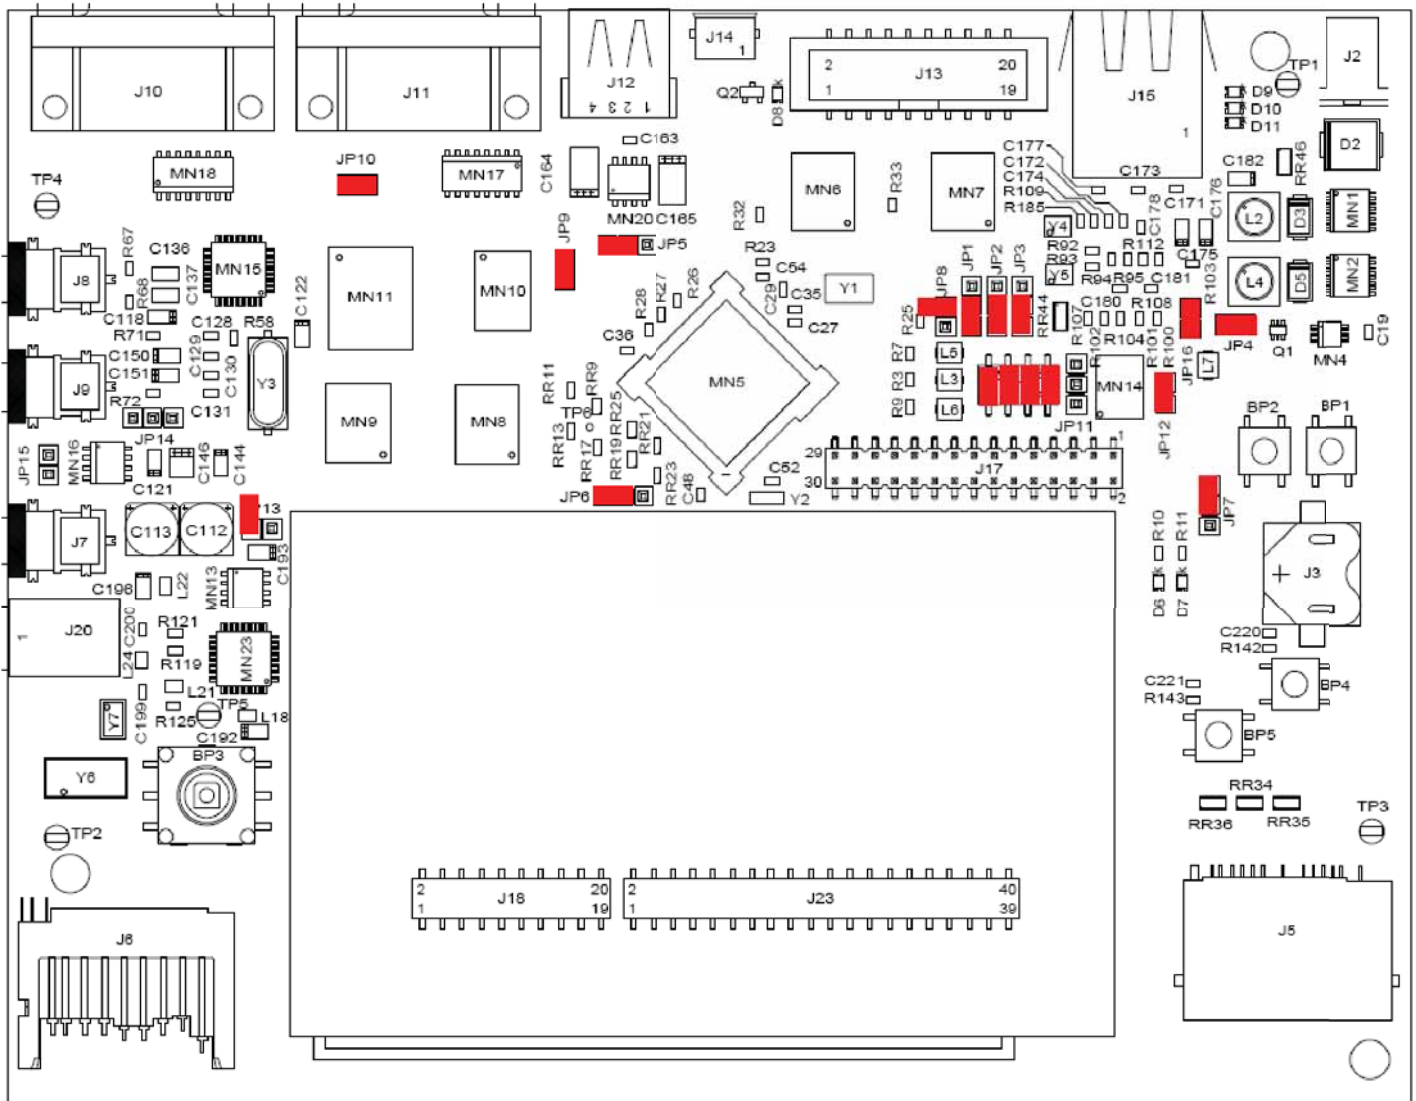 J10
J11
J12
1 2 3 4
J14
1
Q2
D8
k
J13
2
20
1
19
J15
1
TP1
J2
D9
D10
D11
D2
C163
C164
MN18
JP10
MN17
MN20
C165
TP4
MN6
R33
MN7
R32
C177
C172
C174
R109
R185
C173
C171
C178
C175
C176
C182
RR46
L2
D3
MN1
JP9
JP5
R67
C136
J8
C137
R68
MN15
MN11
MN10
C122
R23
C54
C29
C35
C27
Y1
R26
R27
R28
C36
JP8
JP1
JP2
JP3
R25
RR44
Y4
R92
R93
Y5
R112
R94
R95
C181
R103
L4
D5
MN2
C180
R108
R107
R102
R104
R101
R100
JP16
JP4
Q1
MN4
C19
L7
C118
R71
C128
R58
C150
C129
C151
C130
J9
Y3
R72
C131
JP14
RR11
RR9
TP6
RR25
RR13
RR21
RR17
RR19
RR23
MN5
R7
L5
R3
L3
R9
L6
MN14
JP11
JP12
BP2
BP1
MN9
MN8
JP15
MN16
C146
C144
C121
29
1
J17
30
2
C52
C48
Y2
JP6
JP7
J7
C113
C112
13
C193
R10
R11
k
k
D6
D7
J3
C196
L22
MN13
J20
1
C200
R121
L24
R119
MN23
C220
R142
L21
TP5
C199
R125
L18
Y7
C192
C221
R143
BP4
BP5
BP3
Y6
TP2
RR34
RR36
RR35
TP3
2
20
J18
1
19
2
40
J23
1
39
J6
J5